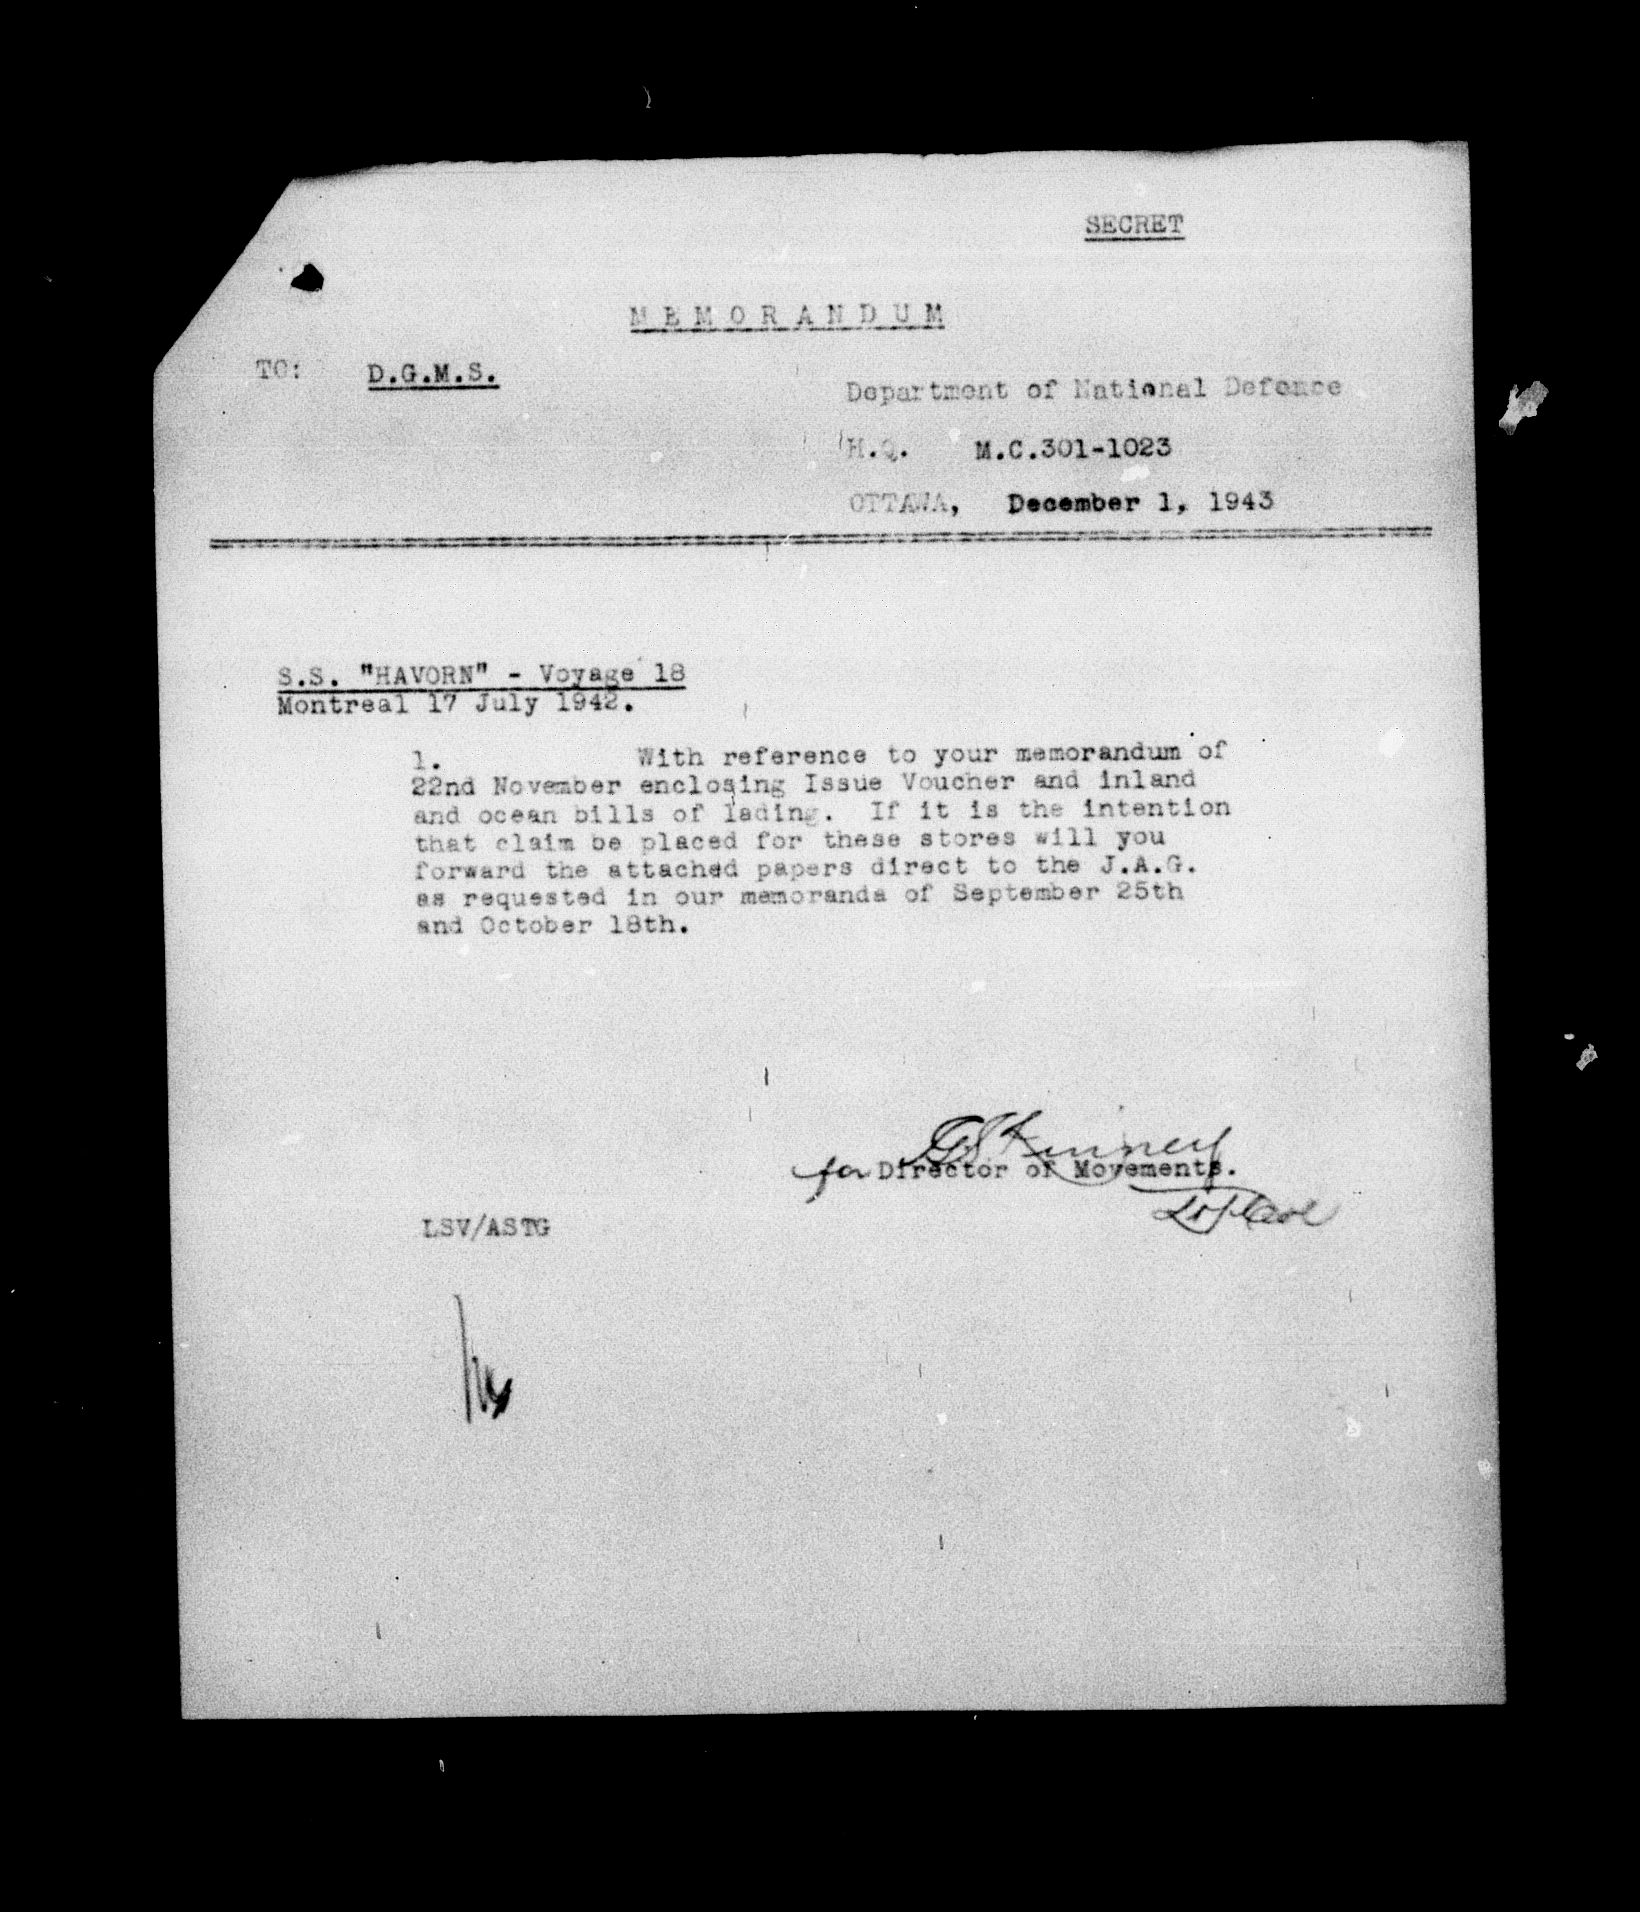 SECRET
MEMORANDUM
TO: D.G.M.S.
Department of National Defence
H.Q. M.C.301-1023
OTTAWA, December 1, 1943
S.S. "HAVORN" - Voyage 18
Montreal 17 July 1942.
1. With reference to your memorandum of
22nd November enclosing Issue Voucher and inland
and ocean bills of lading. If it is the intention
that claim be placed for these stores will you
forward the attached papers direct to the J.A.G.
as requested in our memoranda of September 25th
and October 18th.
for Director of Movements.
LSV/ASTG